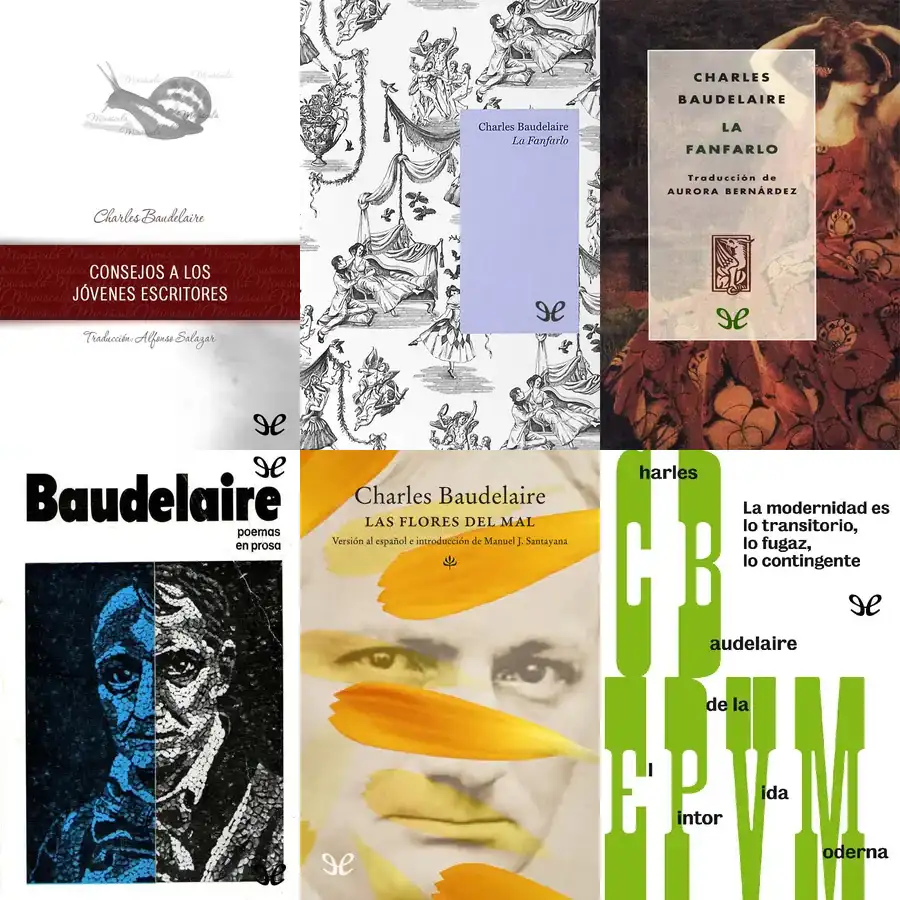 Charles Baudelaire
CONSEJOS A LOS
JÓVENES ESCRITORES
Traducción: Alfonso Salazar
Charles Baudelaire
La Fanfarlo
CHARLES
BAUDELAIRE
LA
FANFARLO
Traducción de
AURORA BERNÁRDEZ
Baudelaire
poemas
en prosa
Charles Baudelaire
LAS FLORES DEL MAL
Versión al español e introducción de Manuel J. Santayana
harles
C B
La modernidad es
lo transitorio,
lo fugaz,
lo contingente
audelaire
de la
E P V M
l
ida
intor
oderna